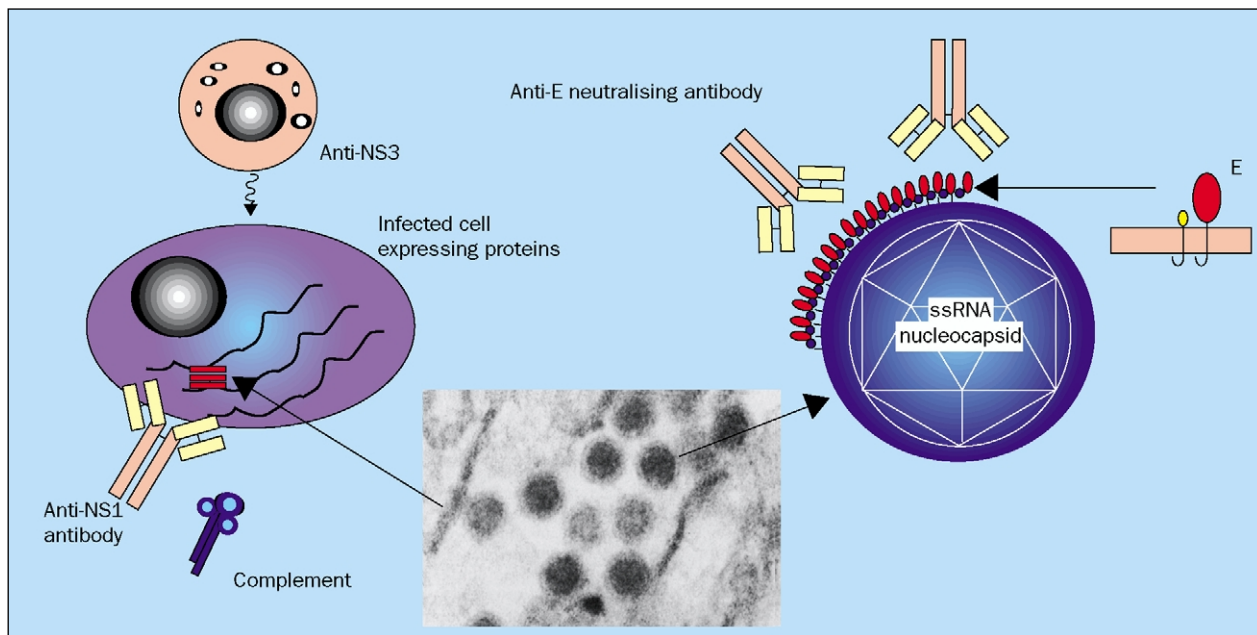 Anti-NS3
Infected cell
expressing proteins
Anti-NS1
antibody
Complement
Anti-E neutralising antibody
E
ssRNA
nucleocapsid